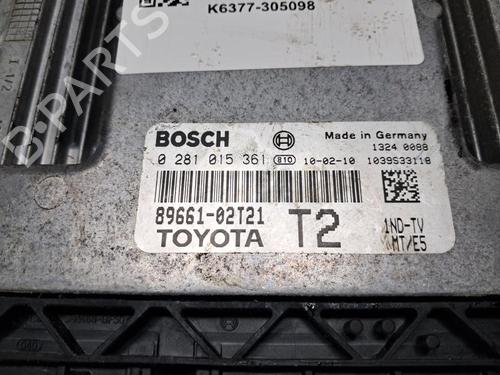 K6377-305098
BOSCH
Made in Germany
1324 0088
0 281 015 361 810 10-02-10 1039S33118
89661-02T21
TOYOTA
T2
1ND-TV
MT/E5
B-Parts